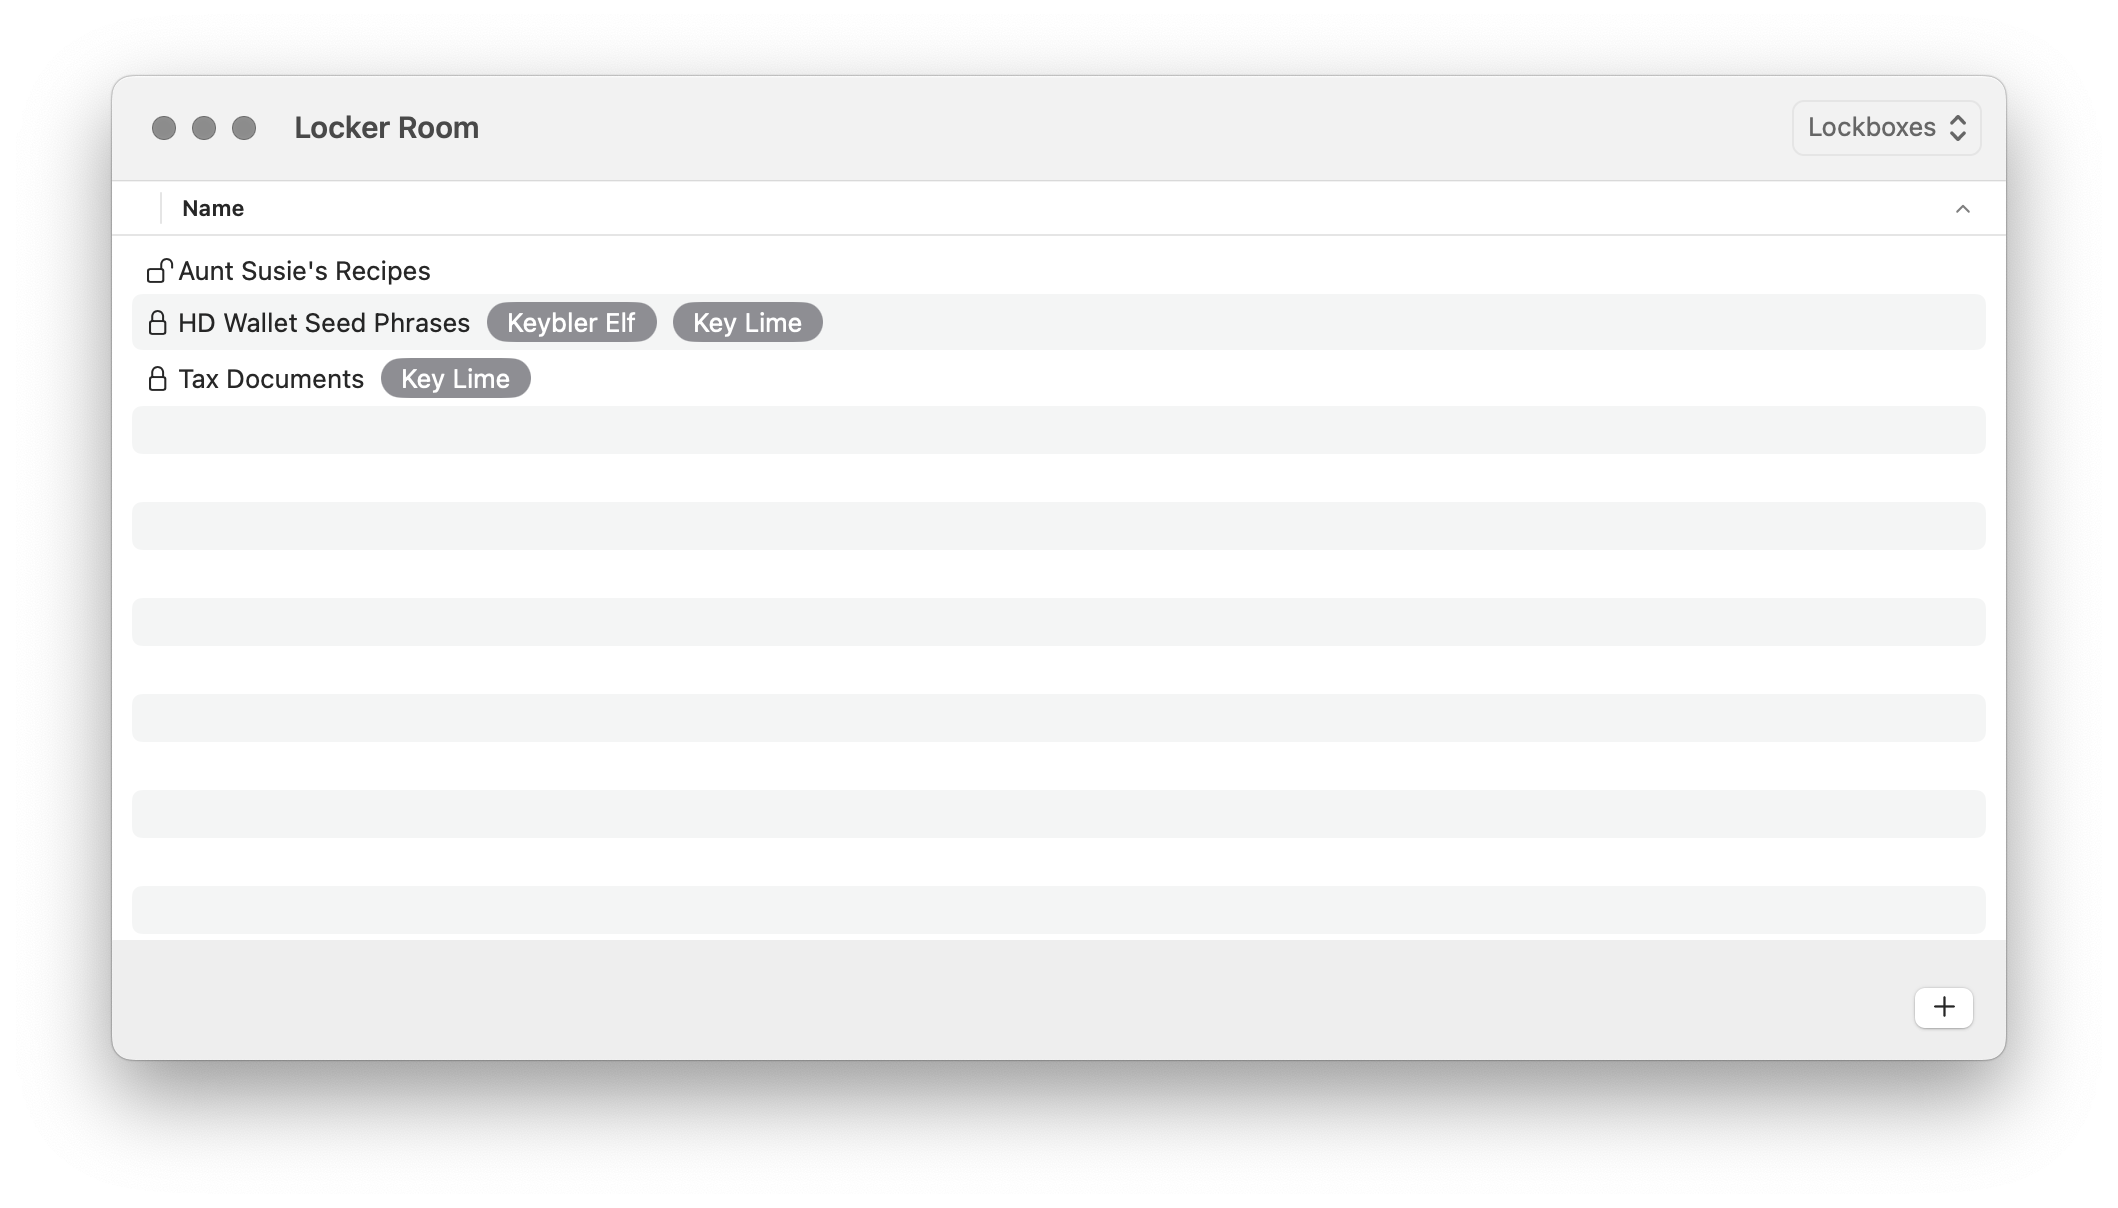 Locker Room
Lockboxes
Name
Aunt Susie's Recipes
HD Wallet Seed Phrases Keybler Elf Key Lime
Tax Documents Key Lime